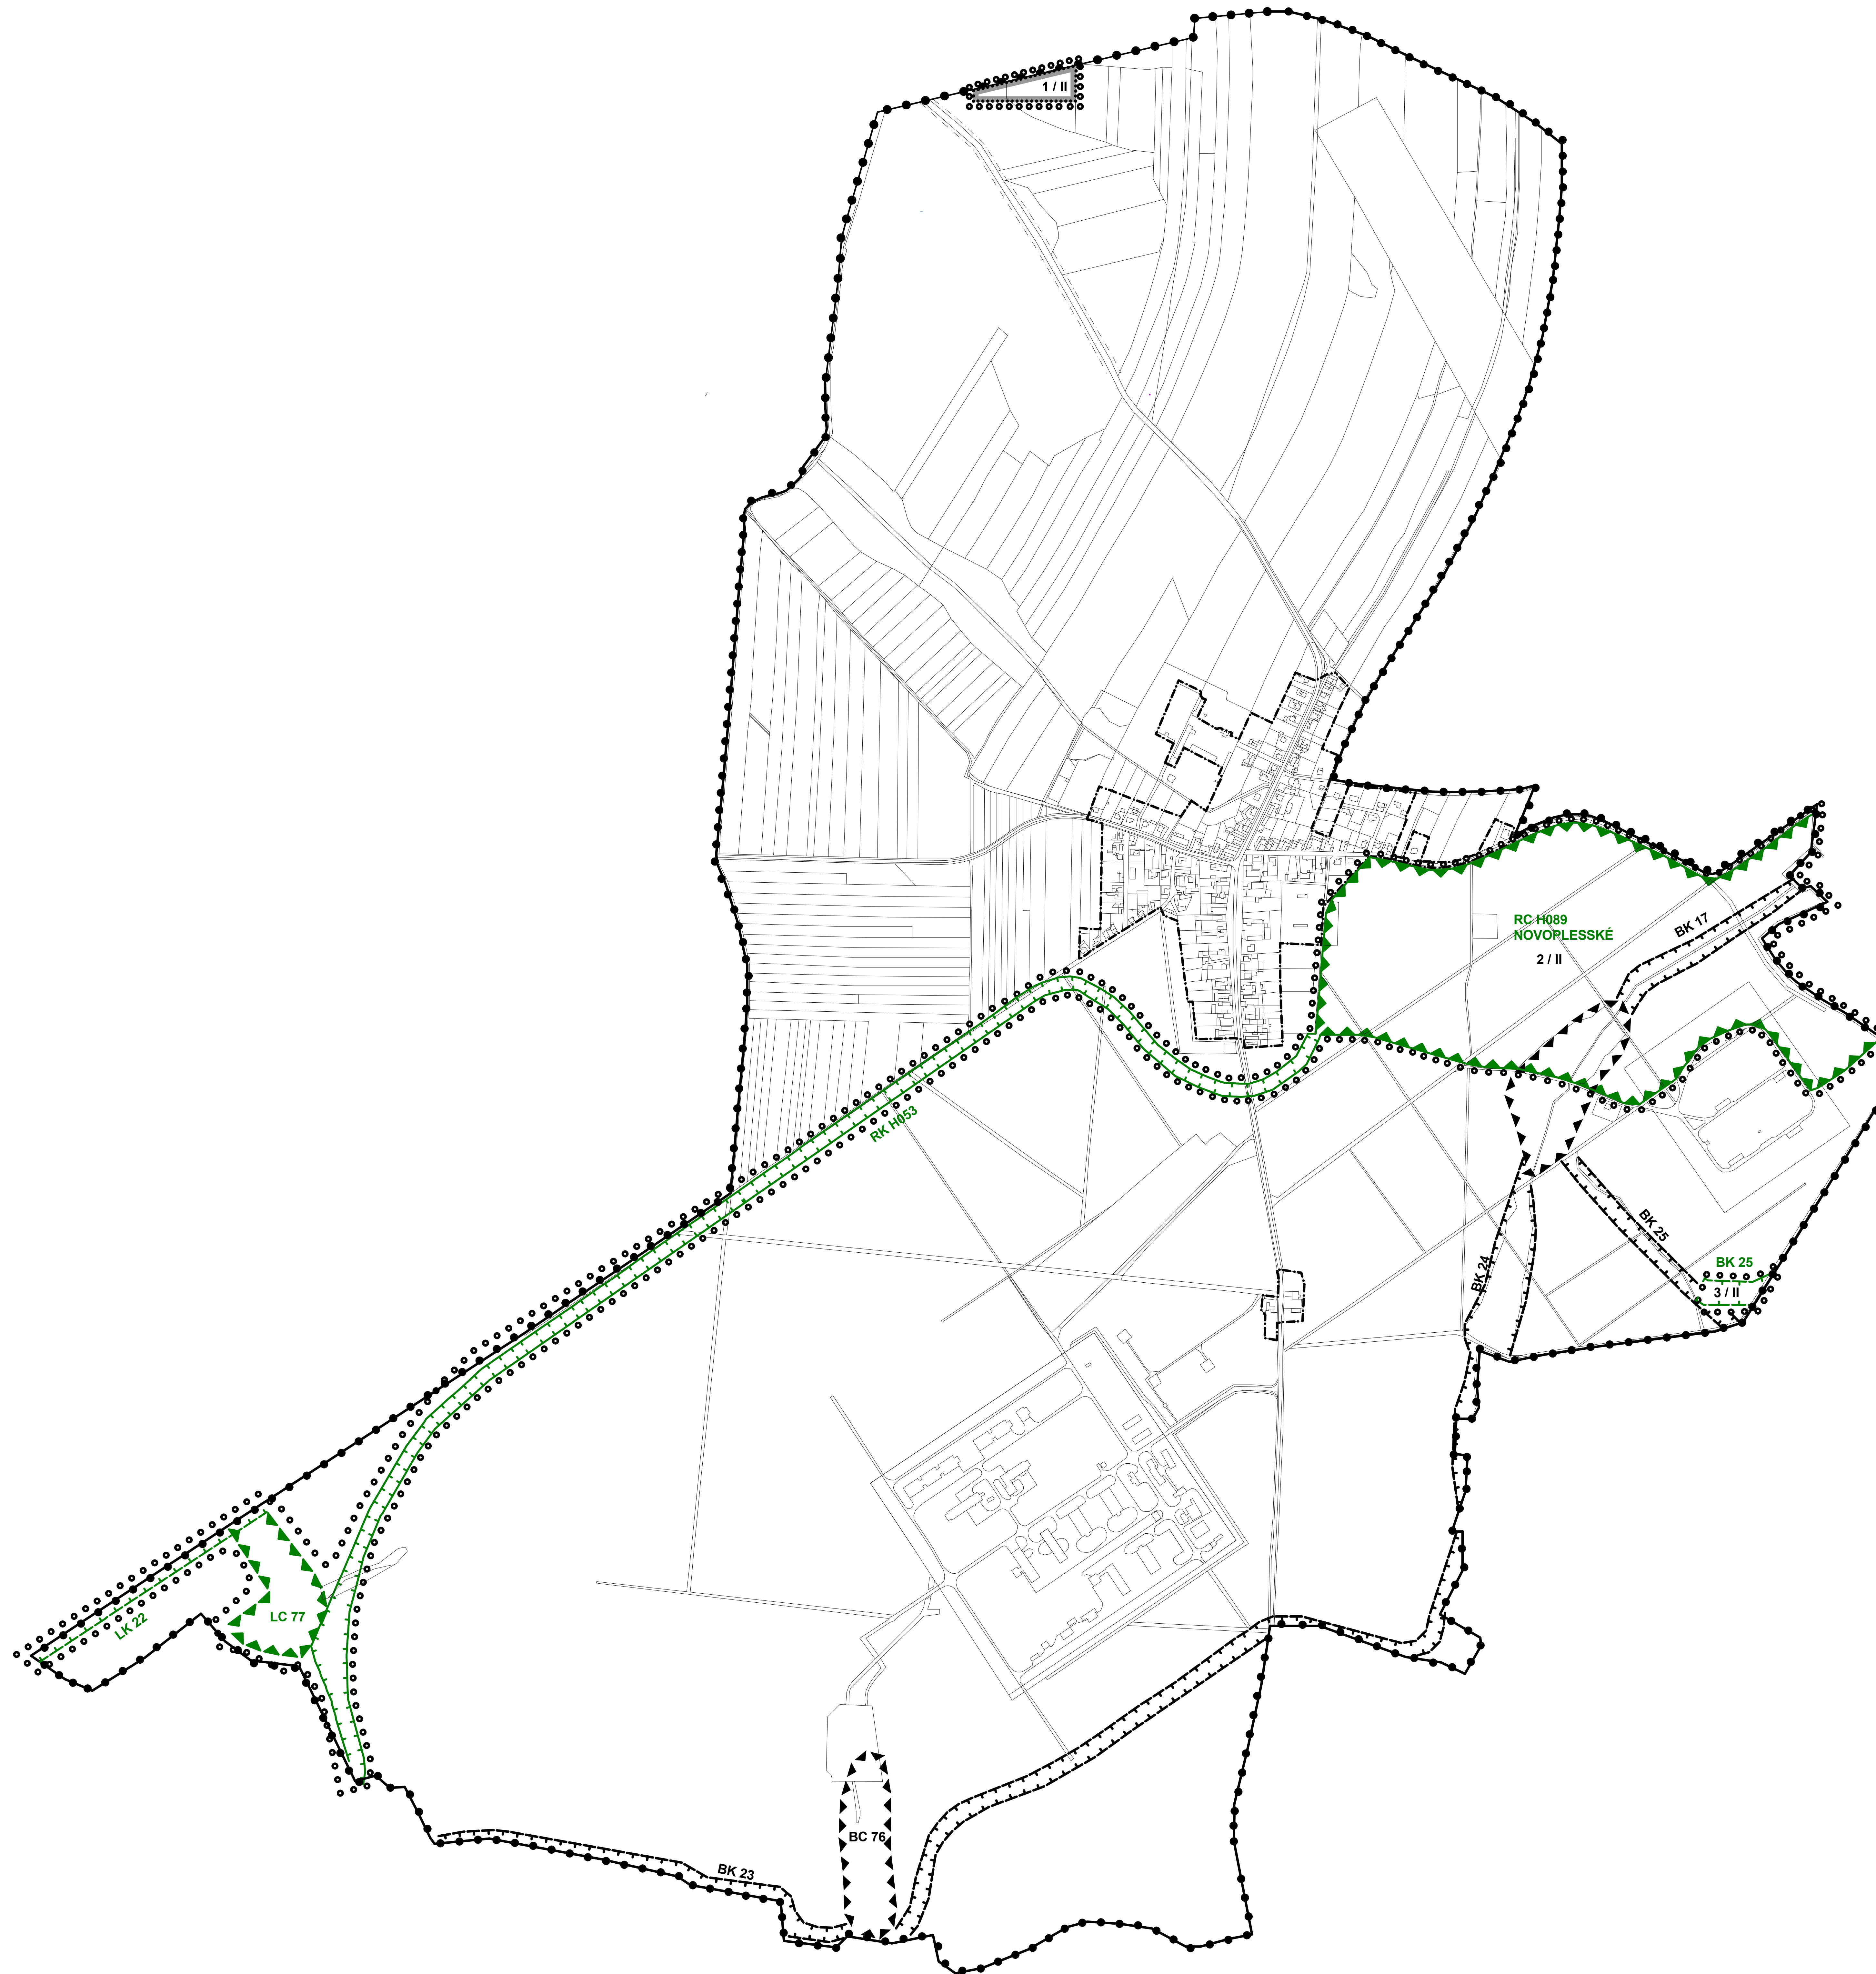 1 / II
RC H089
NOVOPLESSKÉ
2 / II
BK 17
RK H053
BK 25
BK 24
BK 25
3 / II
LC 77
LK 22
BC 76
BK 23